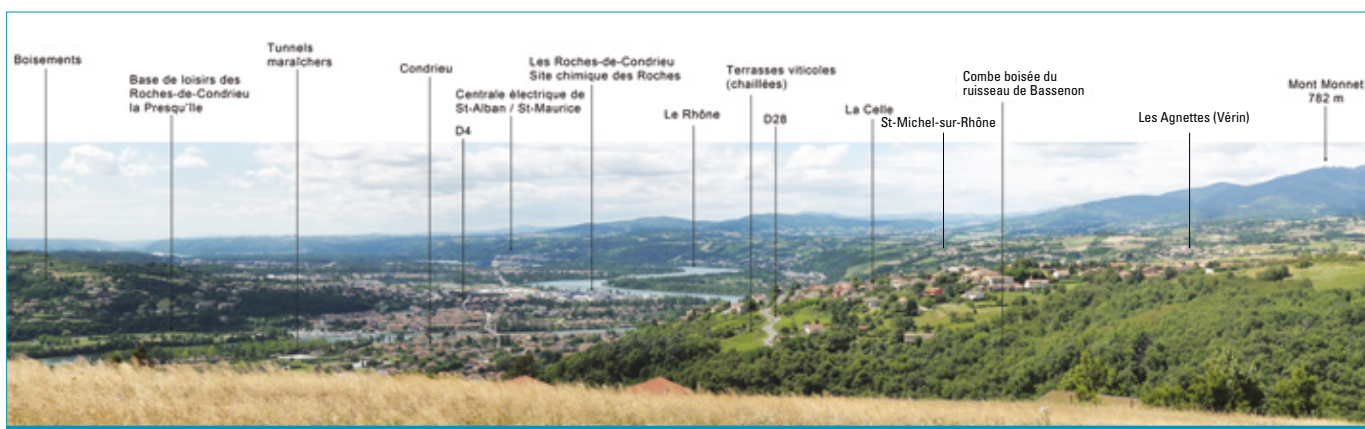 Boisements
Base de loisirs des
Roches-de-Condrieu
la Presqu'île
Tunnels
maraîchers
Condrieu
D4
Centrale électrique de
St-Alban / St-Maurice
Les Roches-de-Condrieu
Site chimique des Roches
Le Rhône
Terrasses viticoles
(chaillées)
D28
La Celle
St-Michel-sur-Rhône
Combe boisée du
ruisseau de Bassenon
Les Agnettes (Vérin)
Mont Monnet
782 m